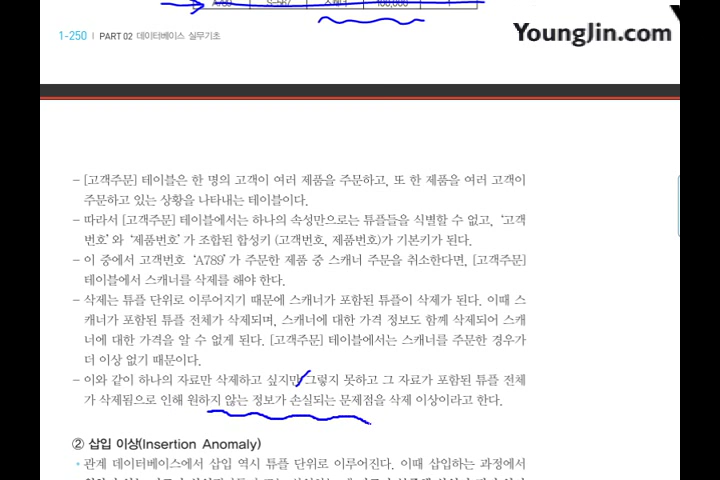 A789 S-567 스캐너 100,000 1
YoungJin.com
1-250 | PART 02 데이터베이스 실무기초
– [고객주문] 테이블은 한 명의 고객이 여러 제품을 주문하고, 또 한 제품을 여러 고객이
주문하고 있는 상황을 나타내는 테이블이다.
– 따라서 [고객주문] 테이블에서는 하나의 속성만으로는 튜플들을 식별할 수 없고, ‘고객
번호’와 ‘제품번호’가 조합된 합성키 (고객번호, 제품번호)가 기본키가 된다.
– 이 중에서 고객번호 ‘A789’가 주문한 제품 중 스캐너 주문을 취소한다면, [고객주문]
테이블에서 스캐너를 삭제를 해야 한다.
– 삭제는 튜플 단위로 이루어지기 때문에 스캐너가 포함된 튜플이 삭제가 된다. 이때 스
캐너가 포함된 튜플 전체가 삭제되며, 스캐너에 대한 가격 정보도 함께 삭제되어 스캐
너에 대한 가격을 알 수 없게 된다. [고객주문] 테이블에서는 스캐너를 주문한 경우가
더 이상 없기 때문이다.
– 이와 같이 하나의 자료만 삭제하고 싶지만 그렇지 못하고 그 자료가 포함된 튜플 전체
가 삭제됨으로 인해 원하지 않는 정보가 손실되는 문제점을 삭제 이상이라고 한다.
② 삽입 이상(Insertion Anomaly)
• 관계 데이터베이스에서 삽입 역시 튜플 단위로 이루어진다. 이때 삽입하는 과정에서